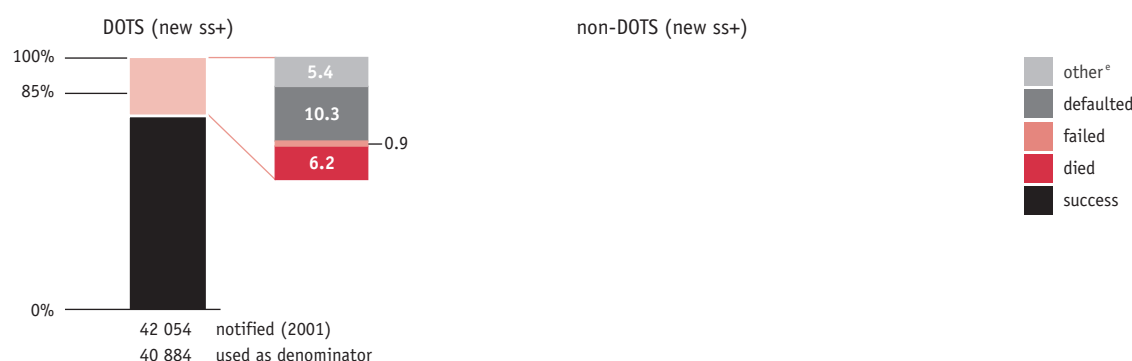 DOTS (new ss+)
non-DOTS (new ss+)
100%
85%
0%
5.4
10.3
0.9
6.2
other e
defaulted
failed
died
success
42 054 notified (2001)
40 884 used as denominator